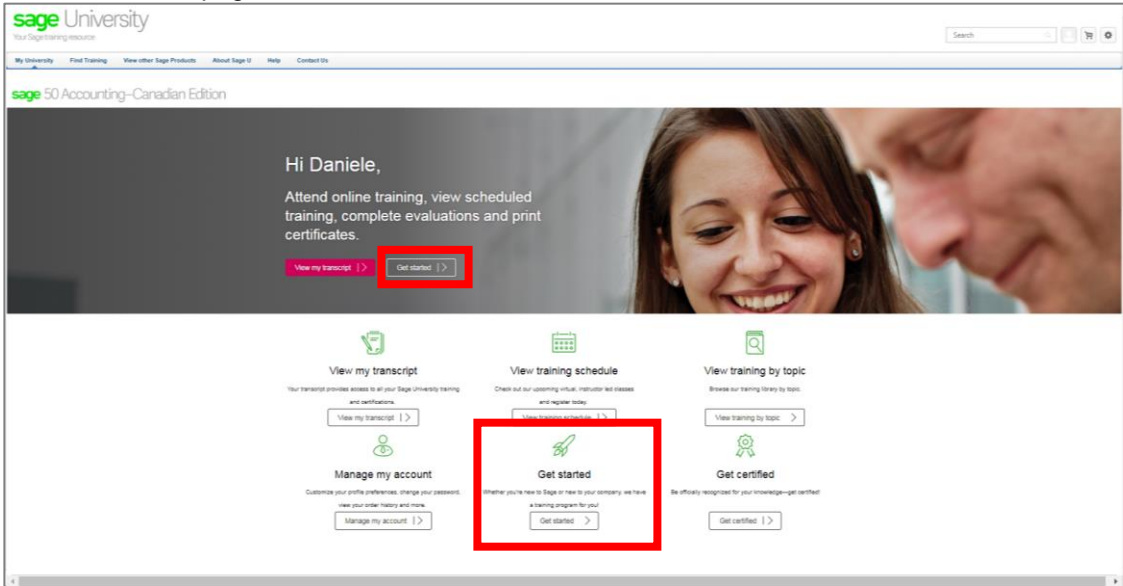 sage University
Your Sage training resource
Search
My University Find Training View other Sage Products About Sage U Help Contact Us
sage 50 Accounting–Canadian Edition
Hi Daniele,
Attend online training, view scheduled
training, complete evaluations and print
certificates.
View my transcript Get started
View my transcript View training schedule View training by topic
Your transcript provides access to all your Sage University training Check out our upcoming virtual, instructor led classes Browse our training library by topic.
and certifications. and register today.
View my transcript View training schedule View training by topic
Manage my account Get started Get certified
Customize your profile preferences, change your password, Whether you're new to Sage or new to your company, we have Be officially recognized for your knowledge—get certified!
view your order history and more. a training program for you!
Manage my account Get started Get certified